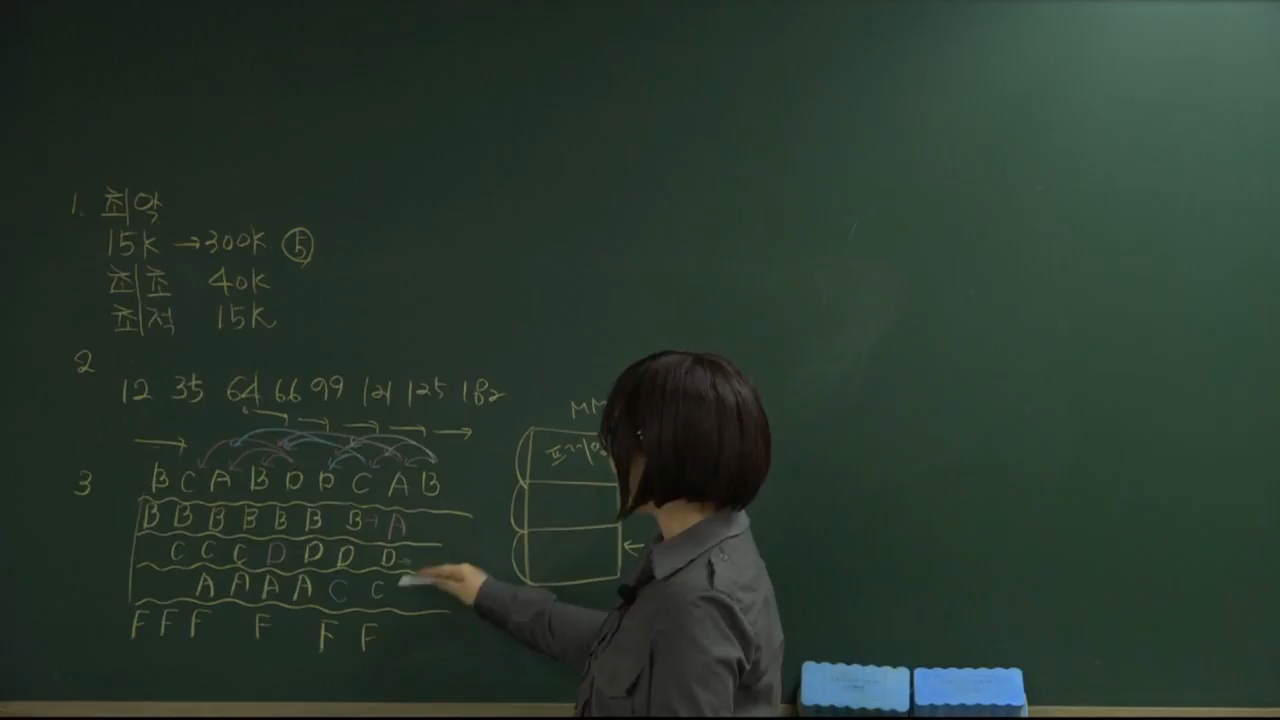 1. 최악
15K →300K ⑤
최초 40K
최적 15K
2
12 35 64 66 99 121 125 182
MM
3 B C A B D D C A B
B B B B B B B A
C C C D D D D
A A A A C C
F F F F F F